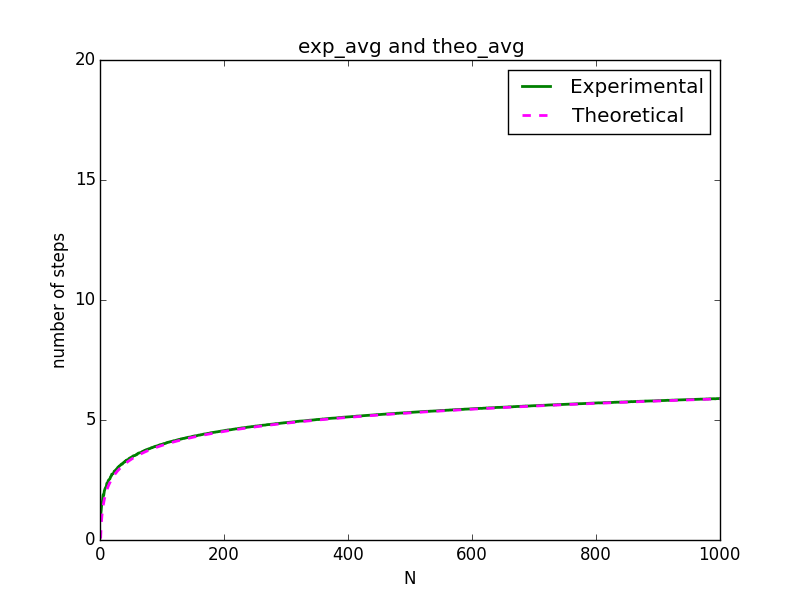 exp_avg and theo_avg
Experimental
Theoretical
20
15
10
5
0
number of steps
0 200 400 600 800 1000
N